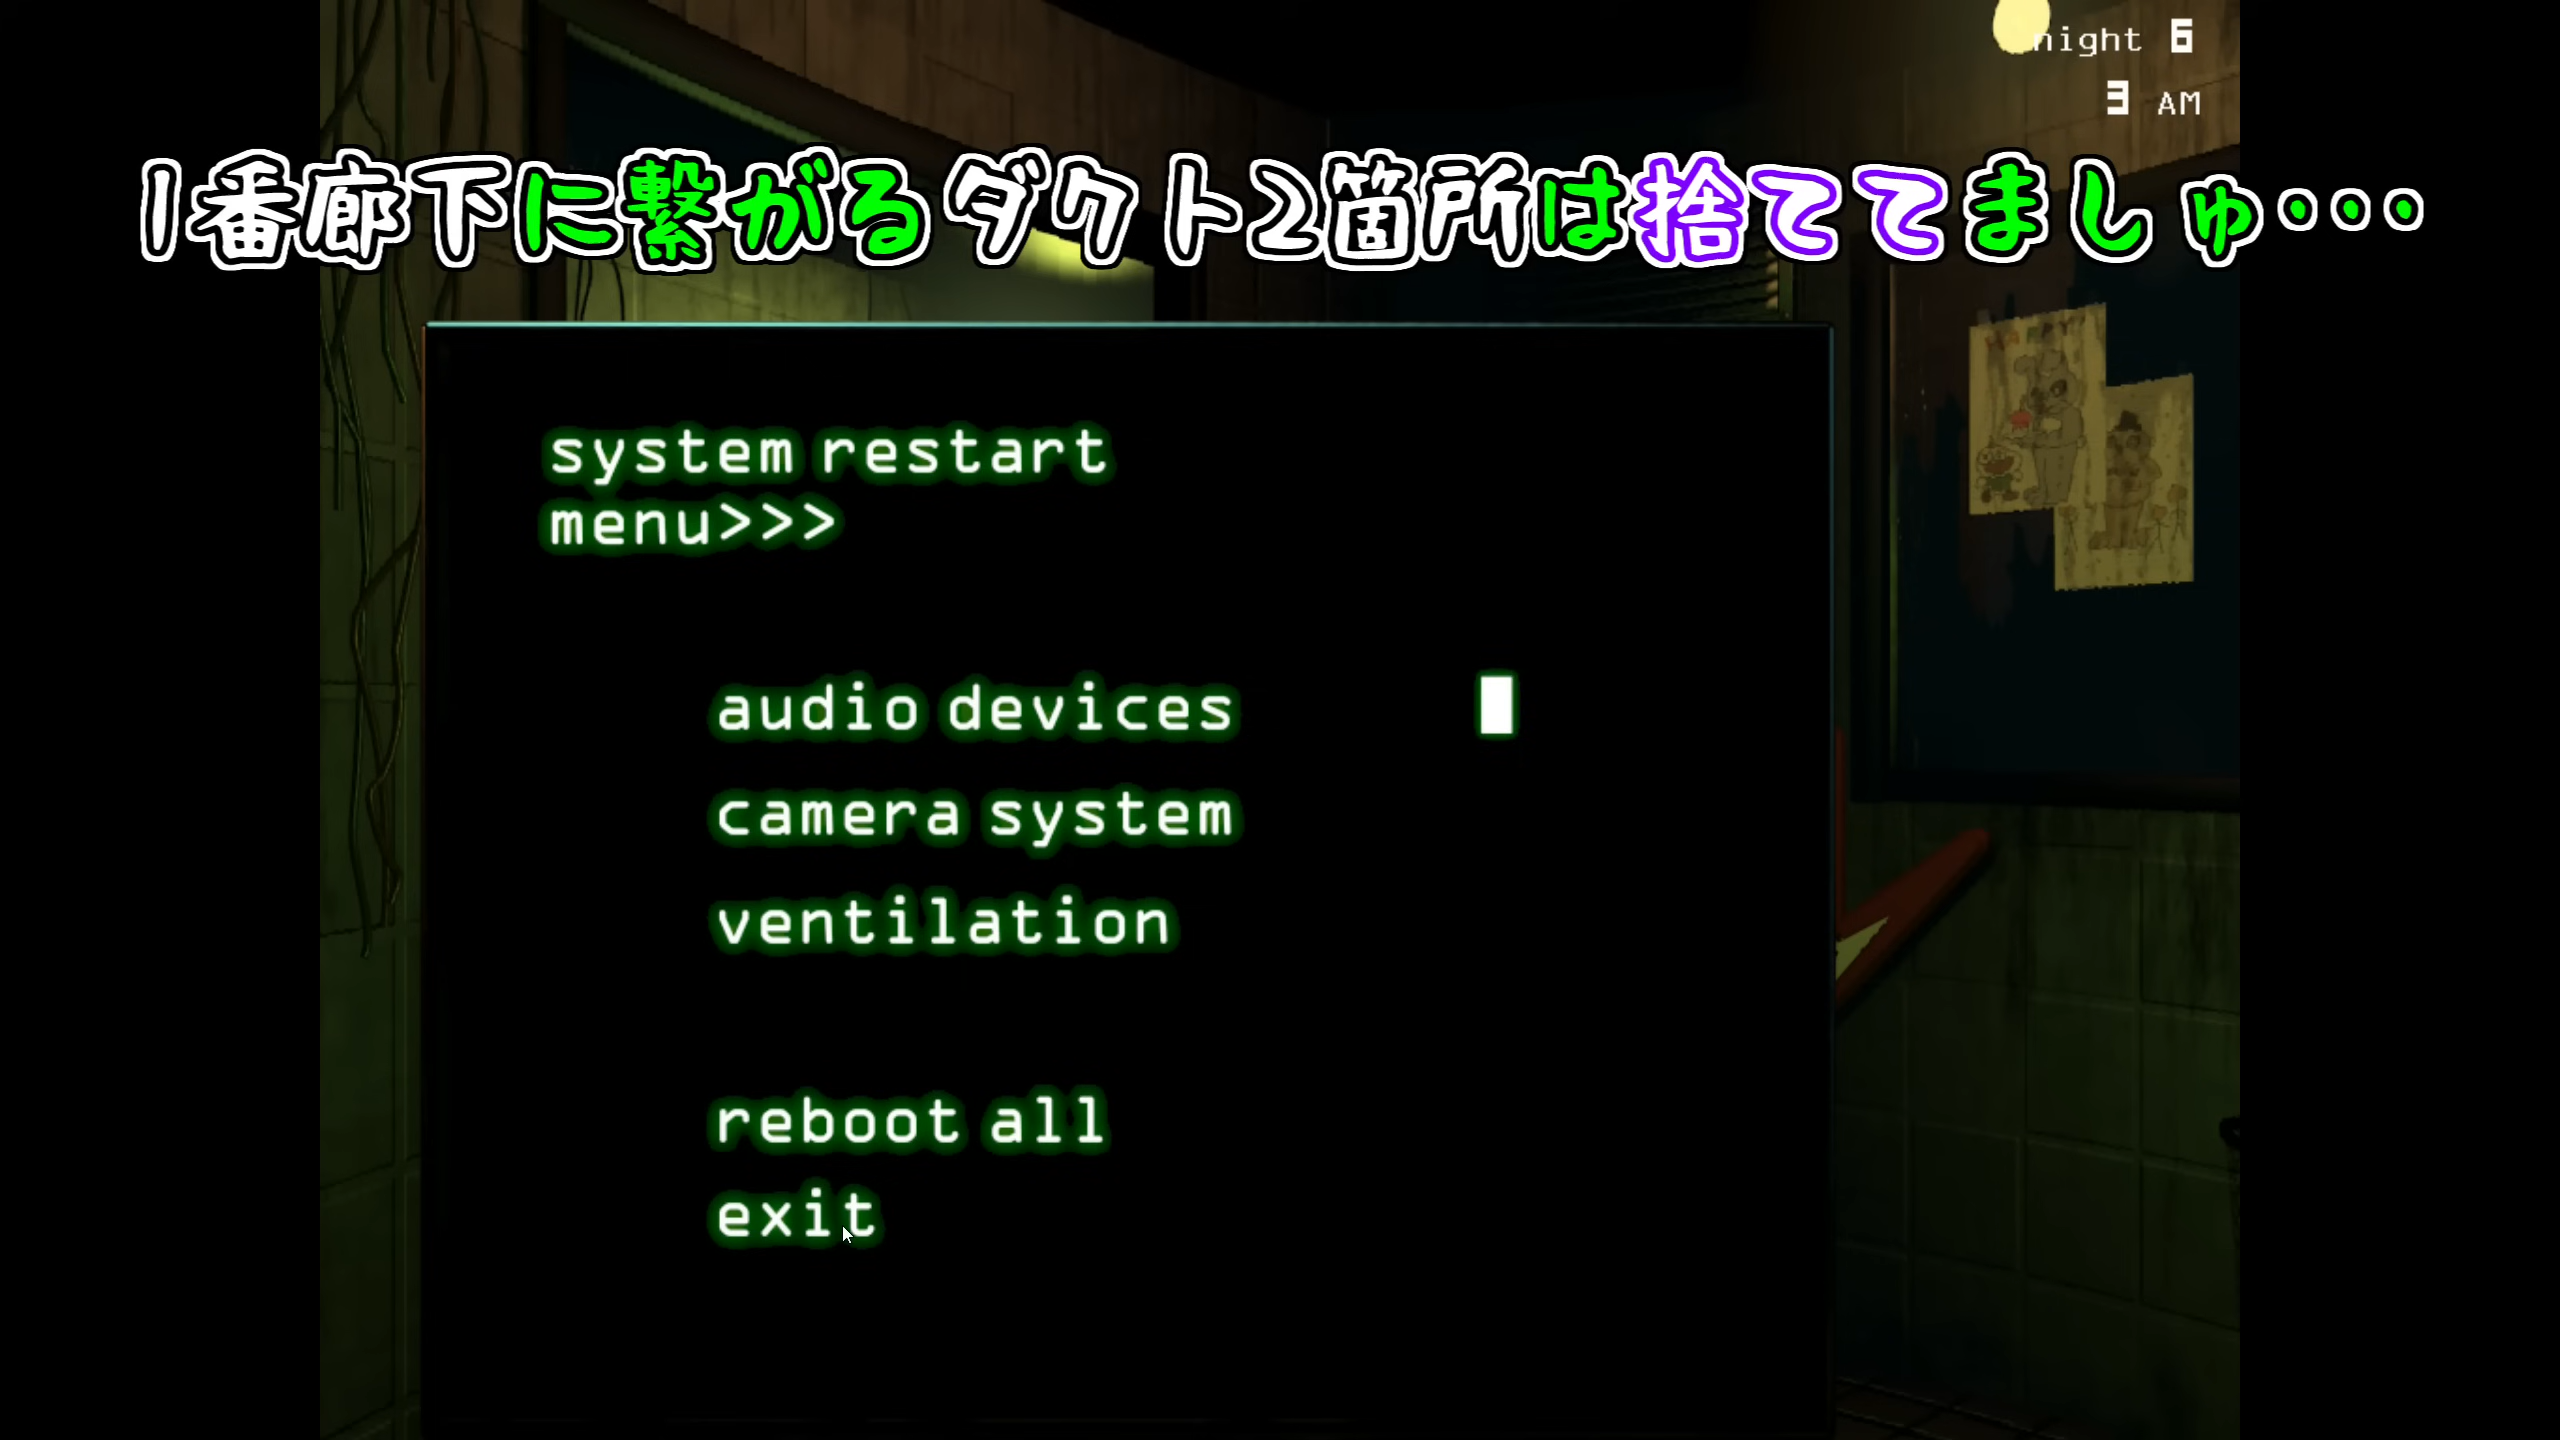 night 6
3 AM
1番廊下に繋がるダクト2箇所は捨ててましゅ･･･
system restart
menu>>>
audio devices
camera system
ventilation
reboot all
exit